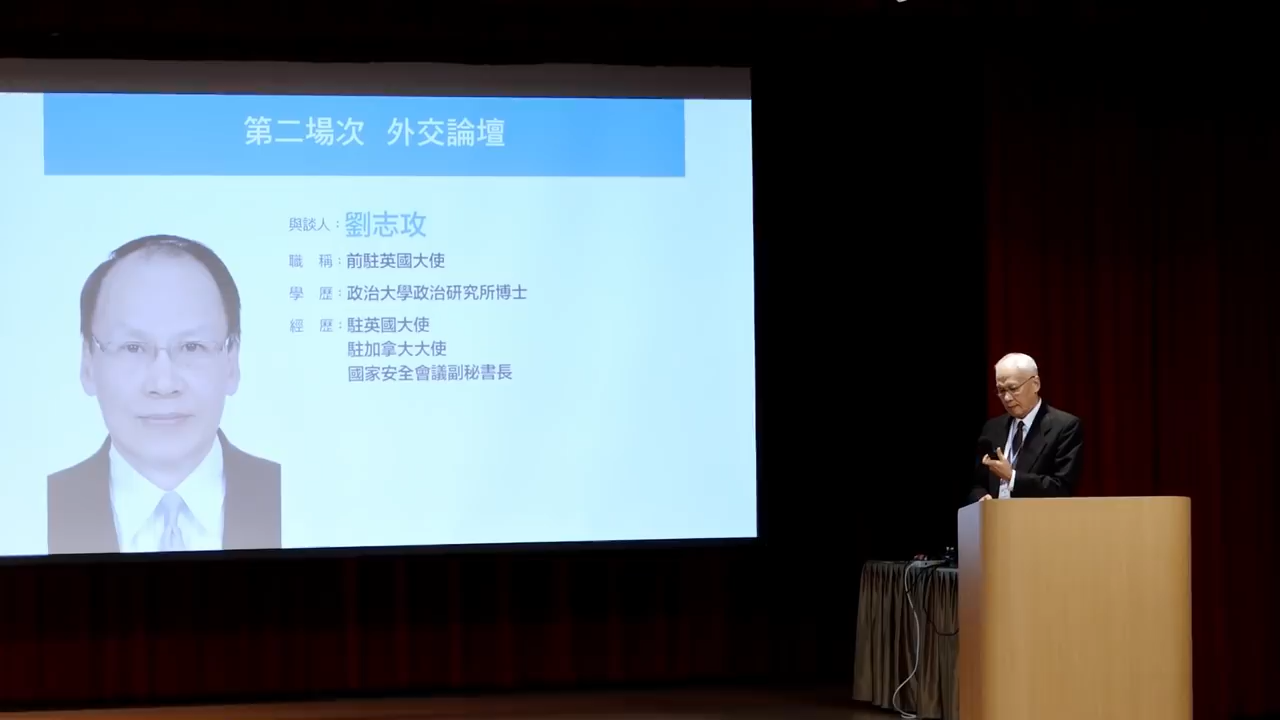 第二場次 外交論壇
與談人：劉志攻
職 稱：前駐英國大使
學 歷：政治大學政治研究所博士
經 歷：駐英國大使
駐加拿大大使
國家安全會議副秘書長